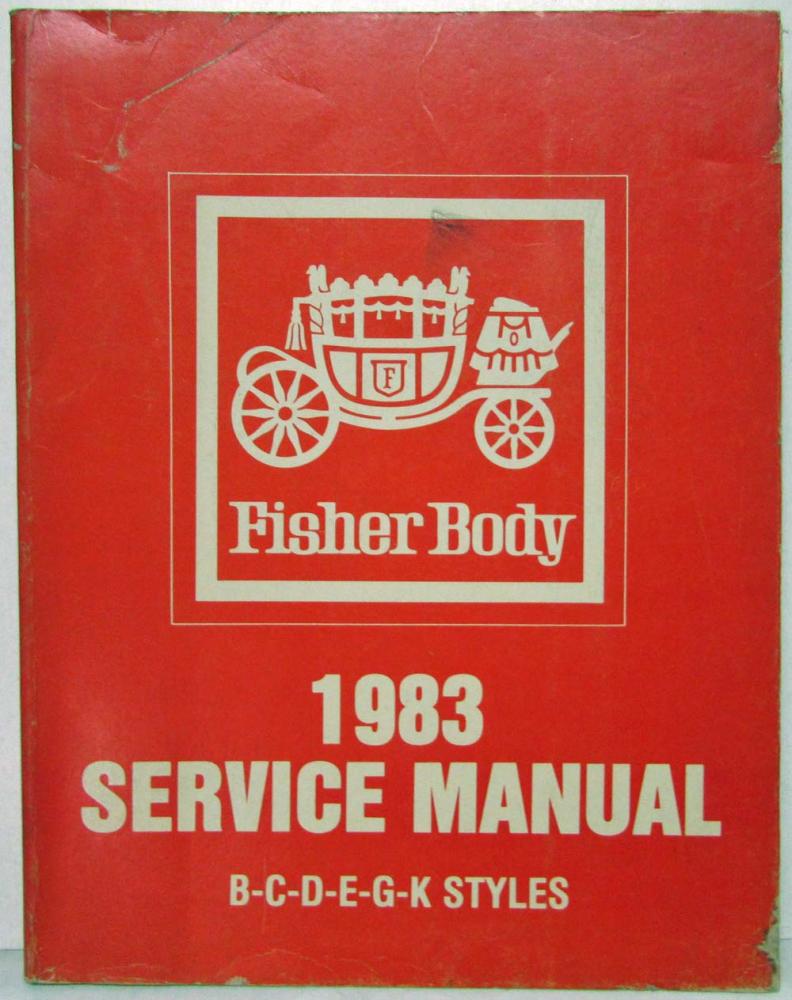 F
Fisher Body
1983
SERVICE MANUAL
B-C-D-E-G-K STYLES